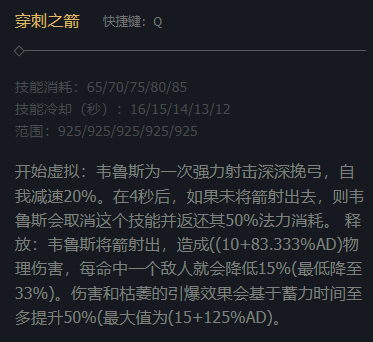 穿刺之箭 快捷键：Q
技能消耗：65/70/75/80/85
技能冷却（秒）：16/15/14/13/12
范围：925/925/925/925/925
开始虚拟：韦鲁斯为一次强力射击深深挽弓，自
我减速20%。在4秒后，如果未将箭射出去，则韦
鲁斯会取消这个技能并返还其50%法力消耗。 释
放：韦鲁斯将箭射出，造成((10+83.333%AD)物
理伤害，每命中一个敌人就会降低15%(最低降至
33%)。伤害和枯萎的引爆效果会基于蓄力时间至
多提升50%(最大值为(15+125%AD)。